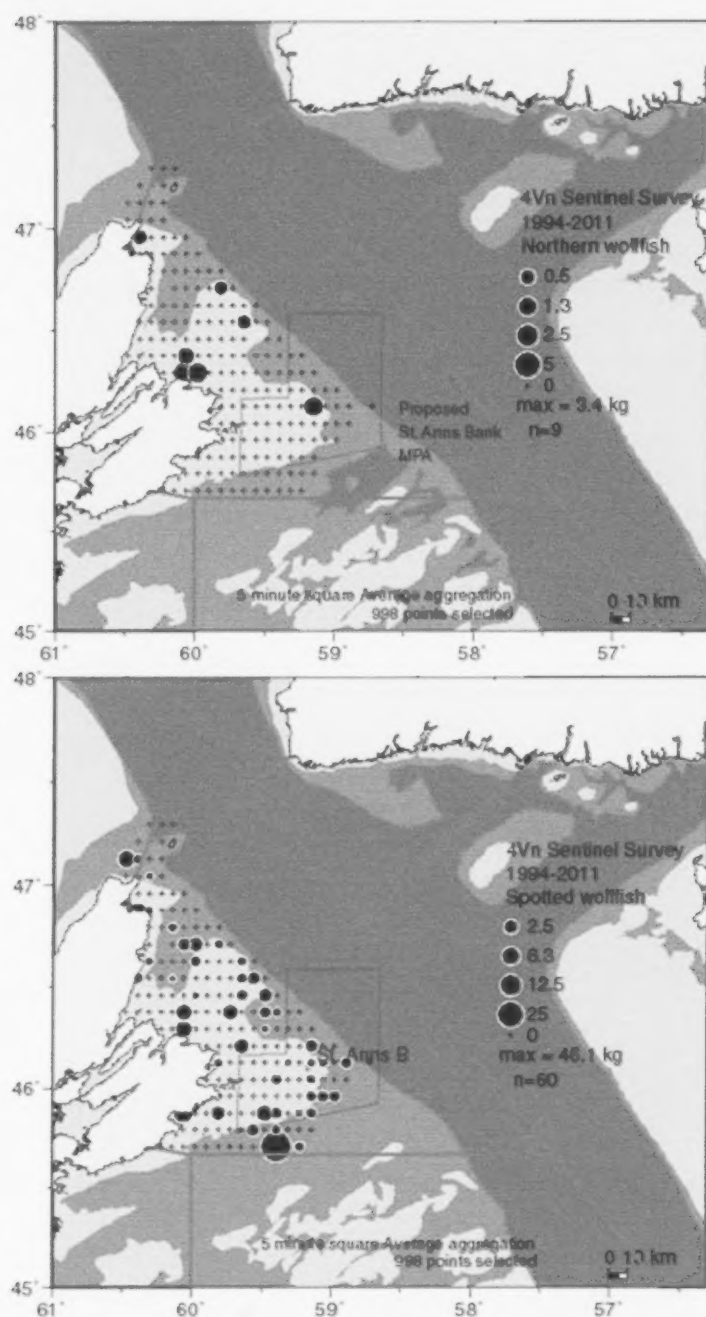 48°
47°
46°
45°
61° 60° 59° 58° 57°
4Vn Sentinel Survey
1994-2011
Northern wolffish
0.5
1.3
2.5
5
0
max = 3.4 kg
n=9
Proposed
St. Anns Bank
MPA
5 minute square Average aggregation
998 points selected
0 10 km
48°
47°
46°
45°
61° 60° 59° 58° 57°
4Vn Sentinel Survey
1994-2011
Spotted wolffish
2.5
6.3
12.5
25
0
max = 46.1 kg
n=60
St. Anns B
5 minute square Average aggregation
998 points selected
0 10 km